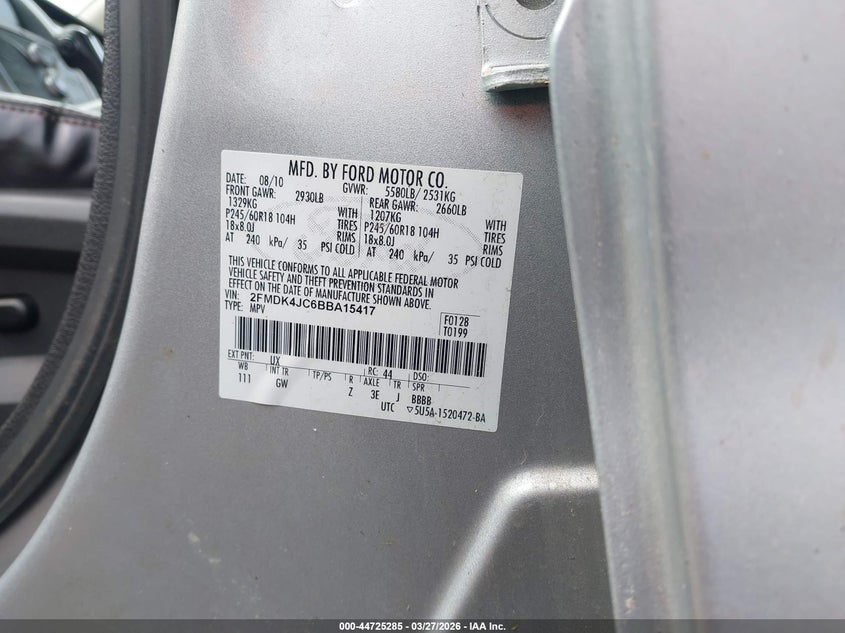 MFD. BY FORD MOTOR CO.
DATE: 08/10 GVWR: 5580LB/ 2531KG
FRONT GAWR: 2930LB REAR GAWR: 2660LB
1329KG WITH 1207KG WITH
P245/60R18 104H TIRES P245/60R18 104H TIRES
18x8.0J RIMS 18x8.0J RIMS
AT 240 kPa/ 35 PSI COLD AT 240 kPa/ 35 PSI COLD
THIS VEHICLE CONFORMS TO ALL APPLICABLE FEDERAL MOTOR
VEHICLE SAFETY AND THEFT PREVENTION STANDARDS IN
EFFECT ON THE DATE OF MANUFACTURE SHOWN ABOVE.
VIN: 2FMDK4JC6BBA15417
TYPE: MPV
F0128
T0199
EXT PNT: UX RC: 44 DSO:
WB INT TR TP/PS R AXLE TR SPR
111 GW Z 3E J BBBB
UTC ▽5U5A-1520472-BA
000-44725285 — 03/27/2026 — IAA Inc.